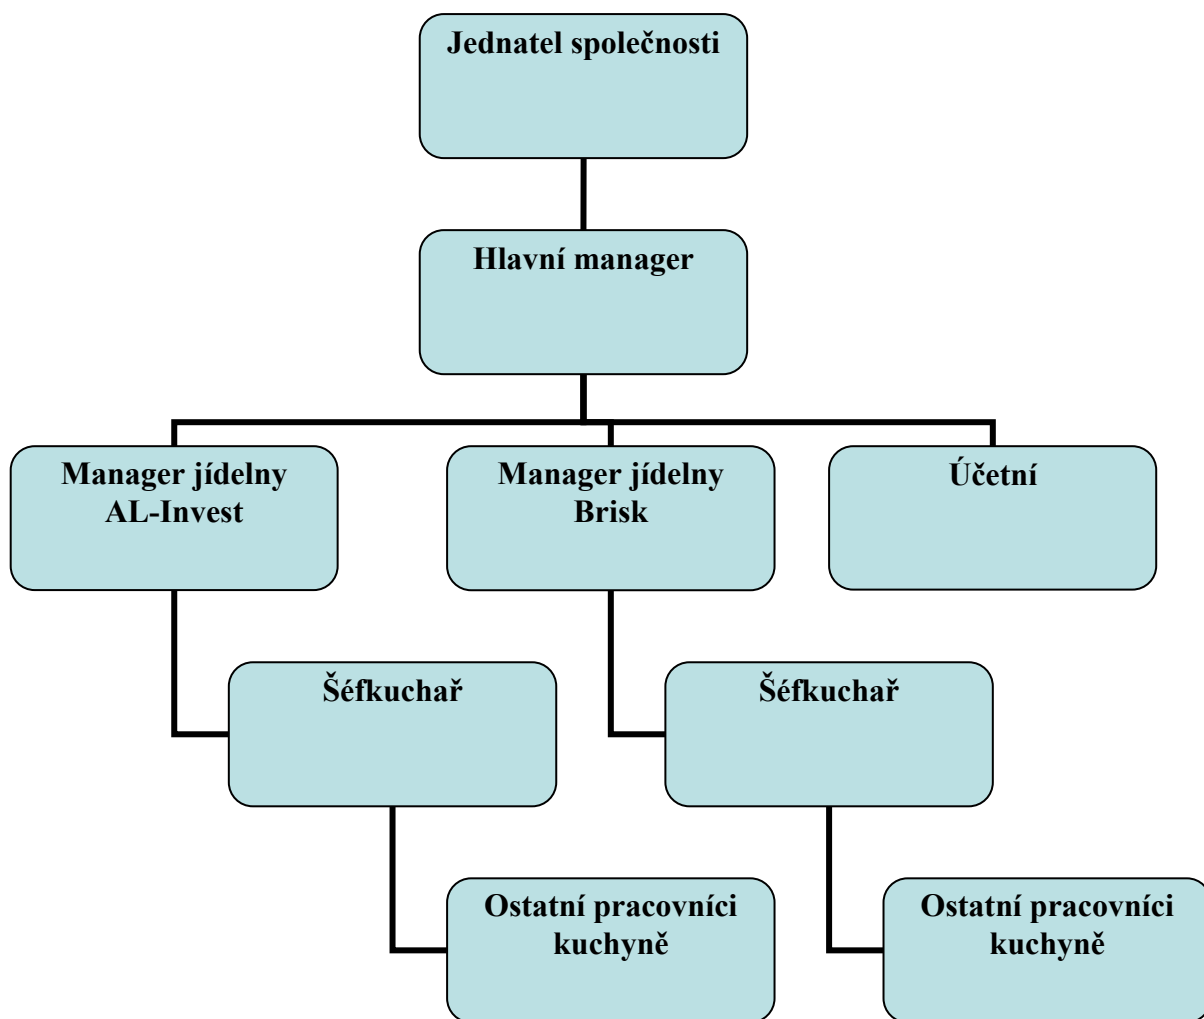 Jednatel společnosti
Hlavní manager
Manager jídelny
AL-Invest
Manager jídelny
Brisk
Účetní
Šéfkuchař
Šéfkuchař
Ostatní pracovníci
kuchyně
Ostatní pracovníci
kuchyně